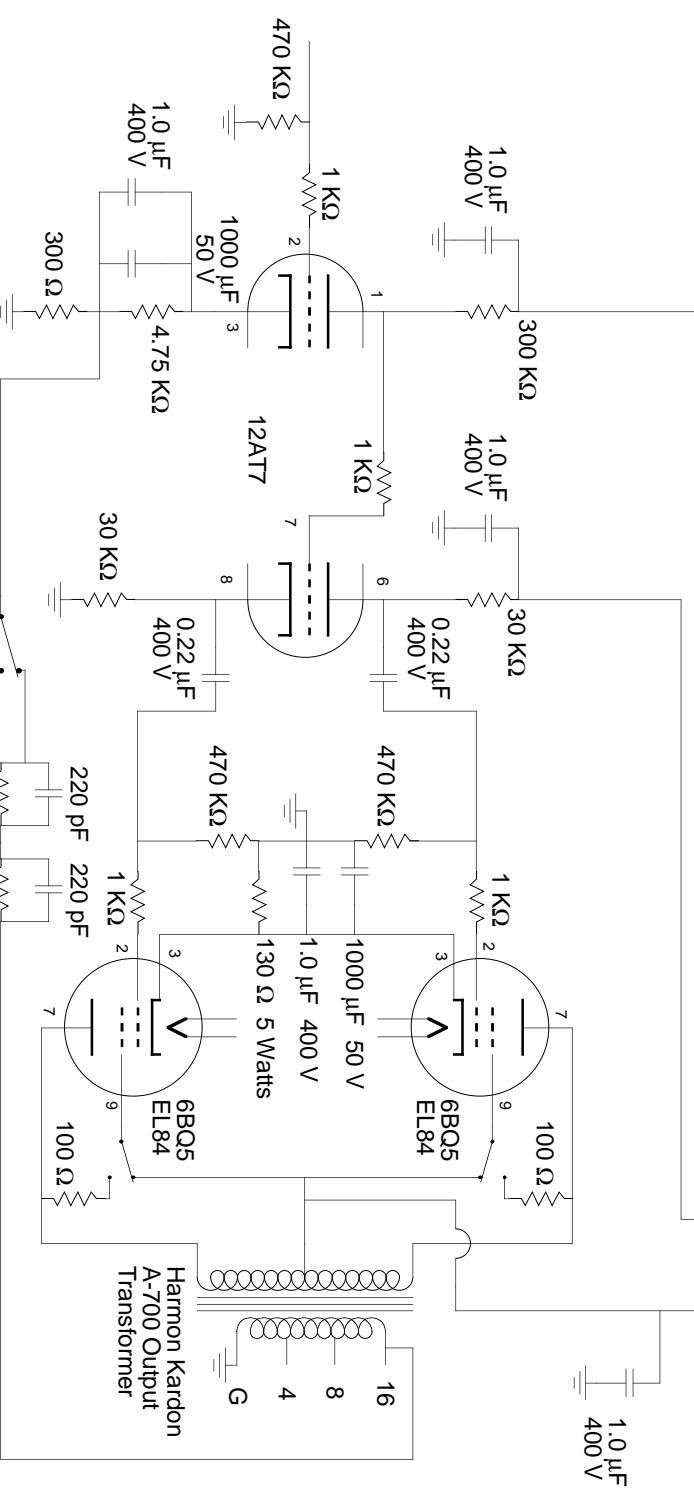 470 KΩ
1 KΩ
1.0 µF
400 V
300 Ω
1000 µF
50 V
4.75 KΩ
2
3
1
1.0 µF
400 V
300 KΩ
12AT7
1 KΩ
1.0 µF
400 V
30 KΩ
7
8
6
30 KΩ
0.22 µF
400 V
0.22 µF
400 V
470 KΩ
470 KΩ
220 pF
220 pF
1 KΩ
1 KΩ
130 Ω 5 Watts
1.0 µF 400 V
1000 µF 50 V
2
3
7
9
6BQ5
EL84
2
3
7
9
6BQ5
EL84
100 Ω
100 Ω
Harmon Kardon
A-700 Output
Transformer
G
4
8
16
1.0 µF
400 V